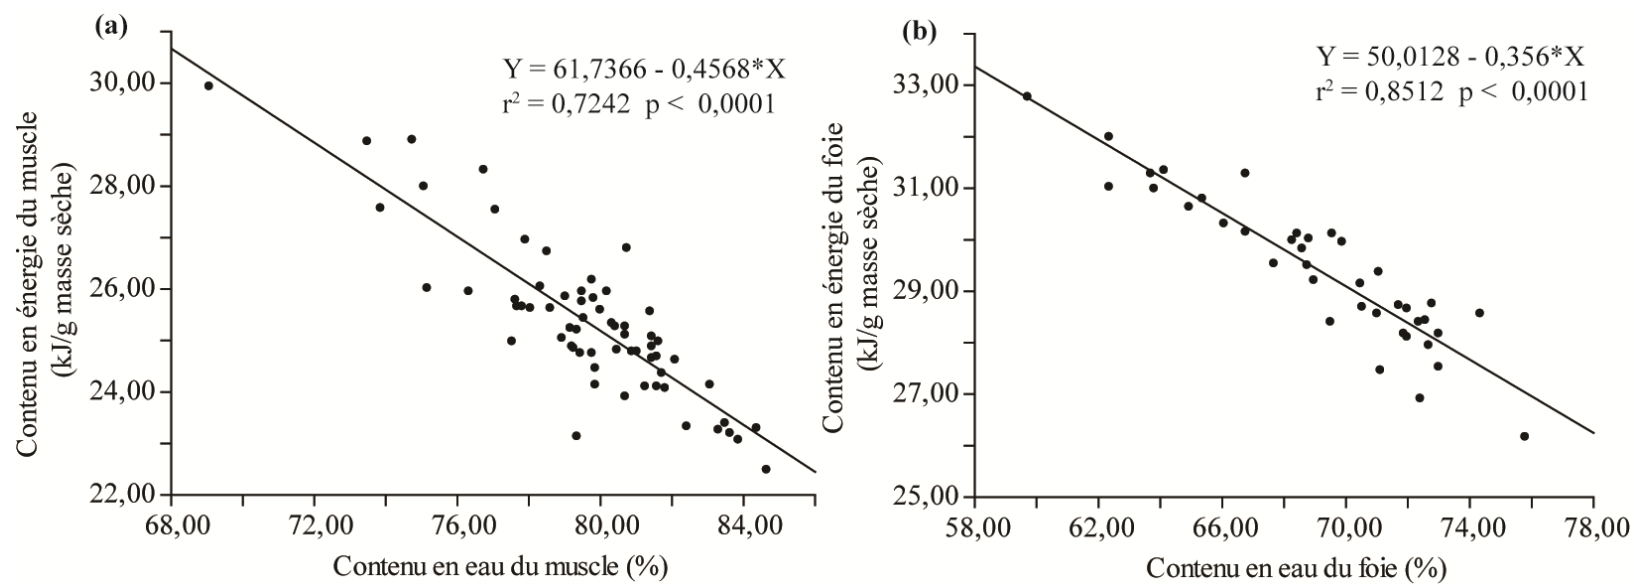 (a)
Y = 61,7366 - 0,4568*X
r² = 0,7242 p < 0,0001
Contenu en énergie du muscle
(kJ/g masse sèche)
30,00
28,00
26,00
24,00
22,00
68,00 72,00 76,00 80,00 84,00
Contenu en eau du muscle (%)
(b)
Y = 50,0128 - 0,356*X
r² = 0,8512 p < 0,0001
Contenu en énergie du foie
(kJ/g masse sèche)
33,00
31,00
29,00
27,00
25,00
58,00 62,00 66,00 70,00 74,00 78,00
Contenu en eau du foie (%)